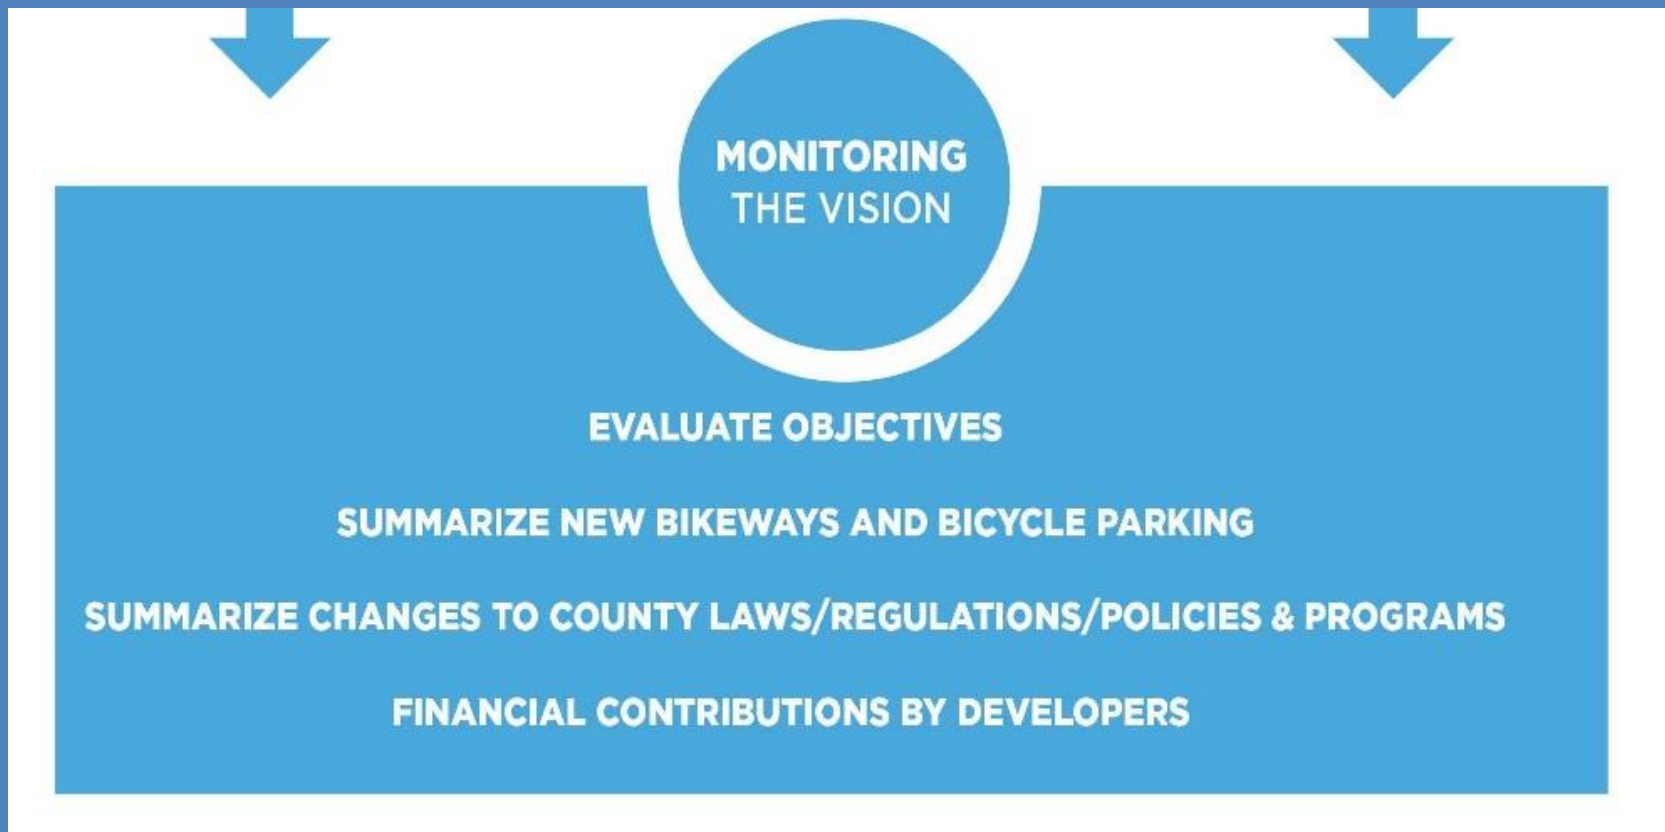 MONITORING
THE VISION
EVALUATE OBJECTIVES
SUMMARIZE NEW BIKEWAYS AND BICYCLE PARKING
SUMMARIZE CHANGES TO COUNTY LAWS/REGULATIONS/POLICIES & PROGRAMS
FINANCIAL CONTRIBUTIONS BY DEVELOPERS